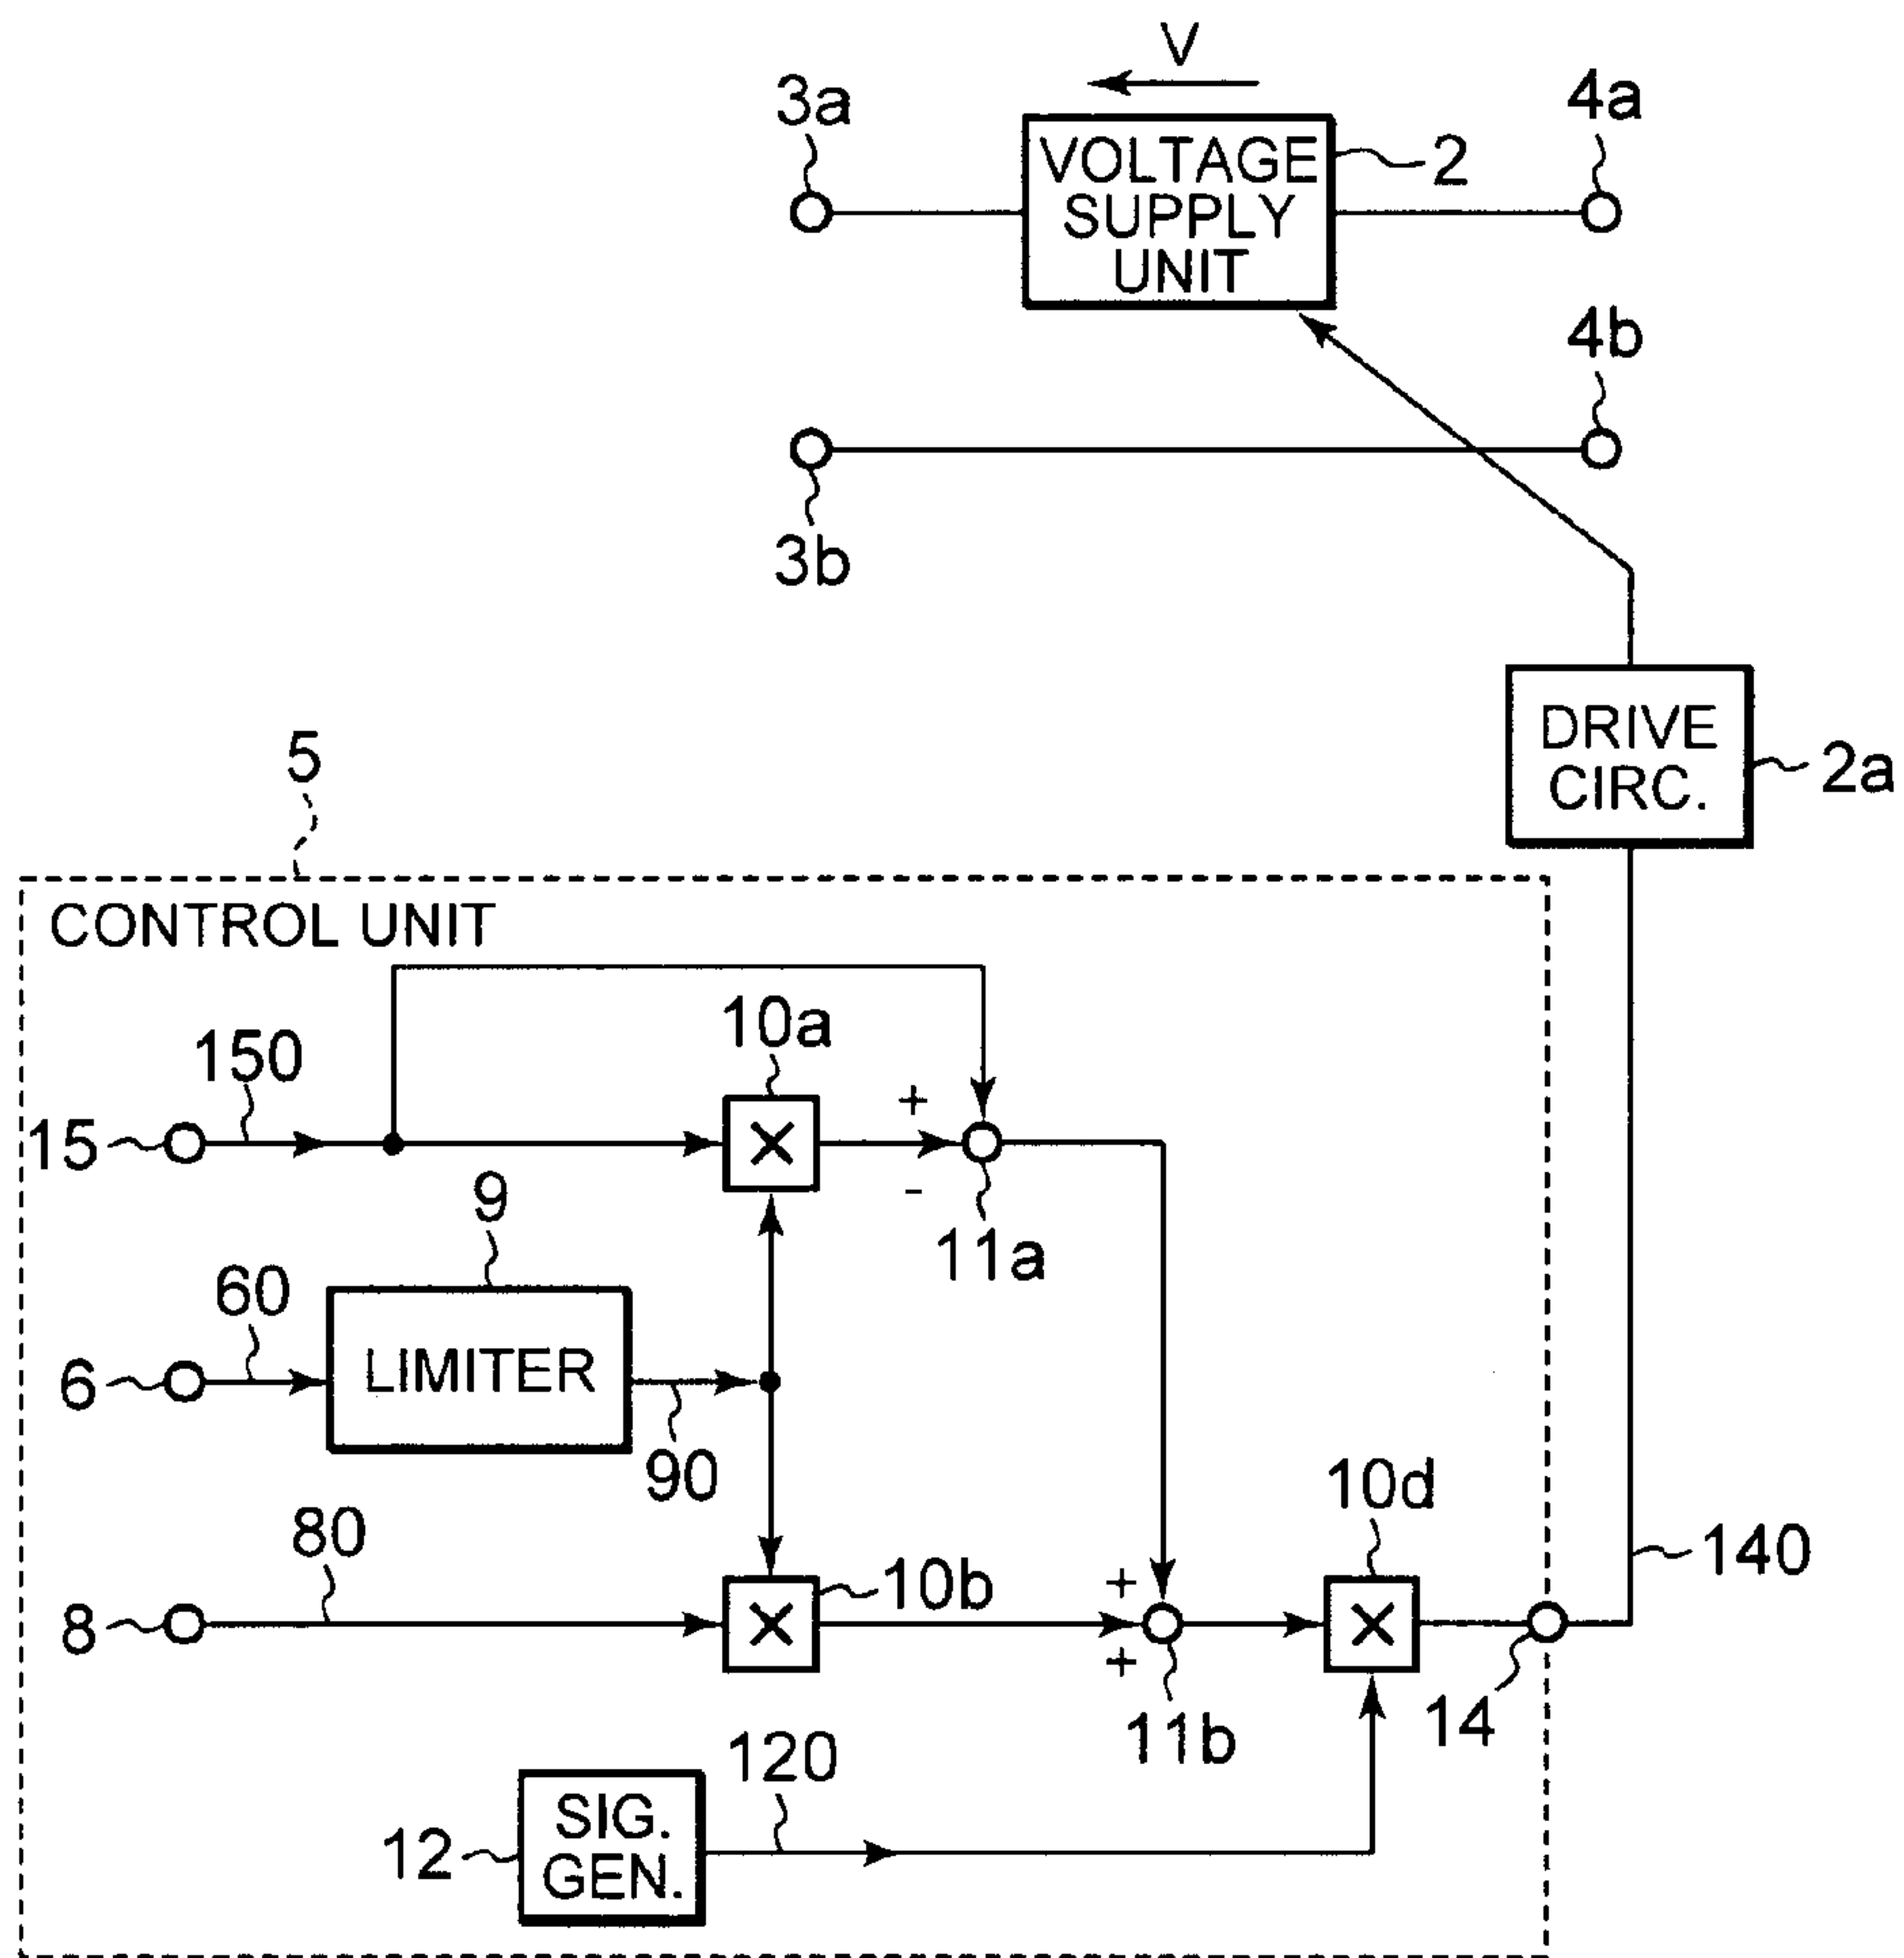 V
3a
4a
VOLTAGE
SUPPLY
UNIT
2
4b
3b
DRIVE
CIRC.
2a
5
CONTROL UNIT
10a
150
+
15
×
-
9
11a
60
6
LIMITER
90
10d
80
140
8
×
10b
+
+
×
11b
14
120
12
SIG.
GEN.